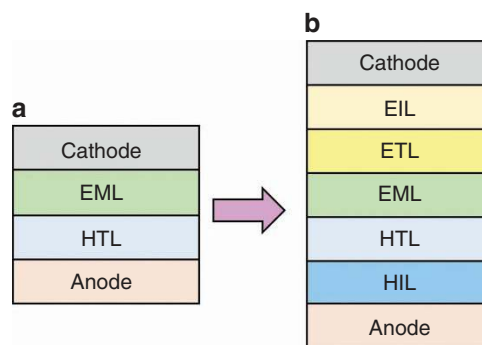 a
Cathode
EML
HTL
Anode
b
Cathode
EIL
ETL
EML
HTL
HIL
Anode